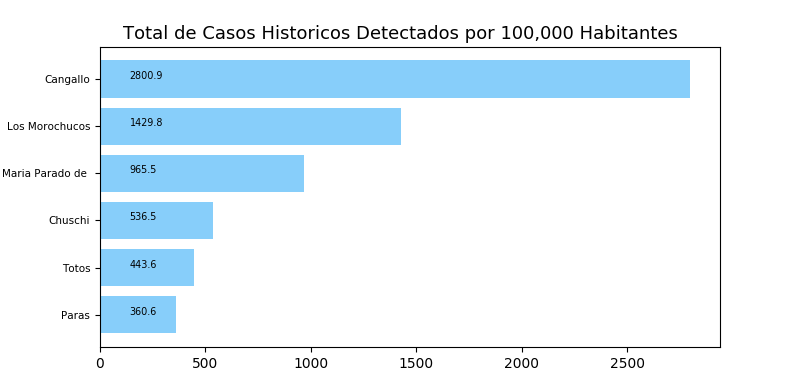 Total de Casos Historicos Detectados por 100,000 Habitantes
Cangallo 2800.9
Los Morochucos 1429.8
Maria Parado de 965.5
Chuschi 536.5
Totos 443.6
Paras 360.6
0 500 1000 1500 2000 2500